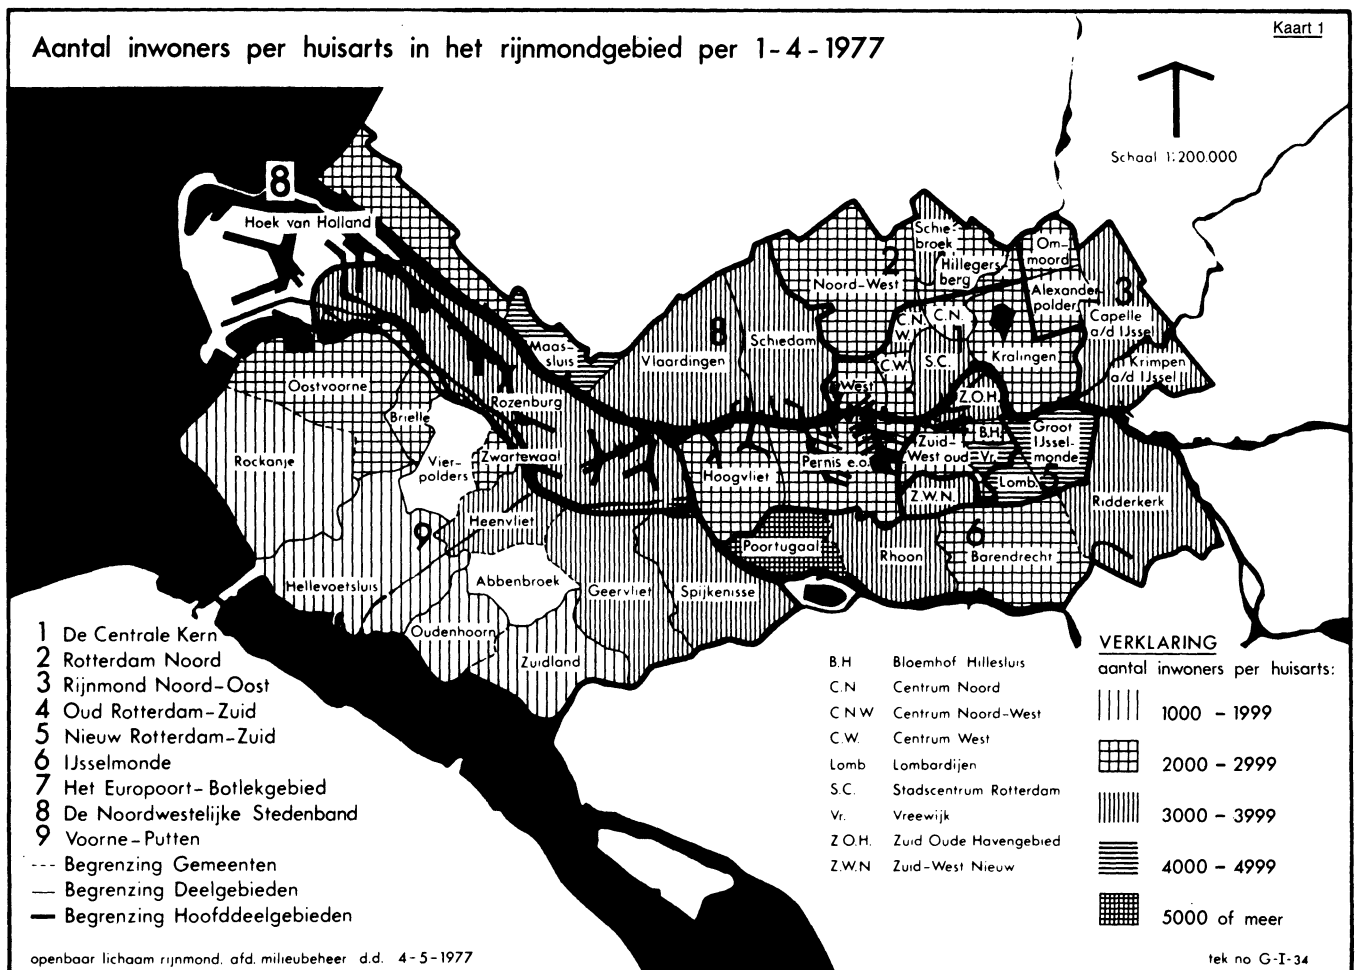 Kaart 1
Aantal inwoners per huisarts in het rijnmondgebied per 1-4-1977
Schaal 1:200.000
8
Hoek van Holland
Schie-
broek
2
Hillegers
berg
Om-
moord
Noord-West
Alexander-
polder
3
Capelle
a/d IJssel
C.N.
W.
C.N.
1
8
Schiedam
Maas-
sluis
Vlaardingen
Kralingen
Krimpen
a/d IJssel
C.W.
S.C.
Oostvoorne
West
Z.O.H.
Rozenburg
Brielle
Groot
IJssel-
monde
B.H.
Zuid-
West oud
Vr.
Rockanje
Vier-
polders
Zwartewaal
Pernis e.o.
Hoogvliet
Lomb.
5
Z.W.N.
Ridderkerk
Heenvliet
9
6
Poortugaal
Rhoon
Barendrecht
Hellevoetsluis
Abbenbroek
Geervliet
Spijkenisse
Oudenhoorn
Zuidland
1 De Centrale Kern
2 Rotterdam Noord
3 Rijnmond Noord-Oost
4 Oud Rotterdam-Zuid
5 Nieuw Rotterdam-Zuid
6 IJsselmonde
7 Het Europoort-Botlekgebied
8 De Noordwestelijke Stedenband
9 Voorne-Putten
--- Begrenzing Gemeenten
— Begrenzing Deelgebieden
— Begrenzing Hoofddeelgebieden
B.H Bloemhof Hillesluis
C.N Centrum Noord
C N W Centrum Noord-West
C.W. Centrum West
Lomb Lombardijen
S.C. Stadscentrum Rotterdam
Vr. Vreewijk
Z O.H. Zuid Oude Havengebied
Z.W.N Zuid-West Nieuw
VERKLARING
aantal inwoners per huisarts:
1000 - 1999
2000 - 2999
3000 - 3999
4000 - 4999
5000 of meer
openbaar lichaam rijnmond. afd. milieubeheer d.d. 4-5-1977
tek no G-I-34